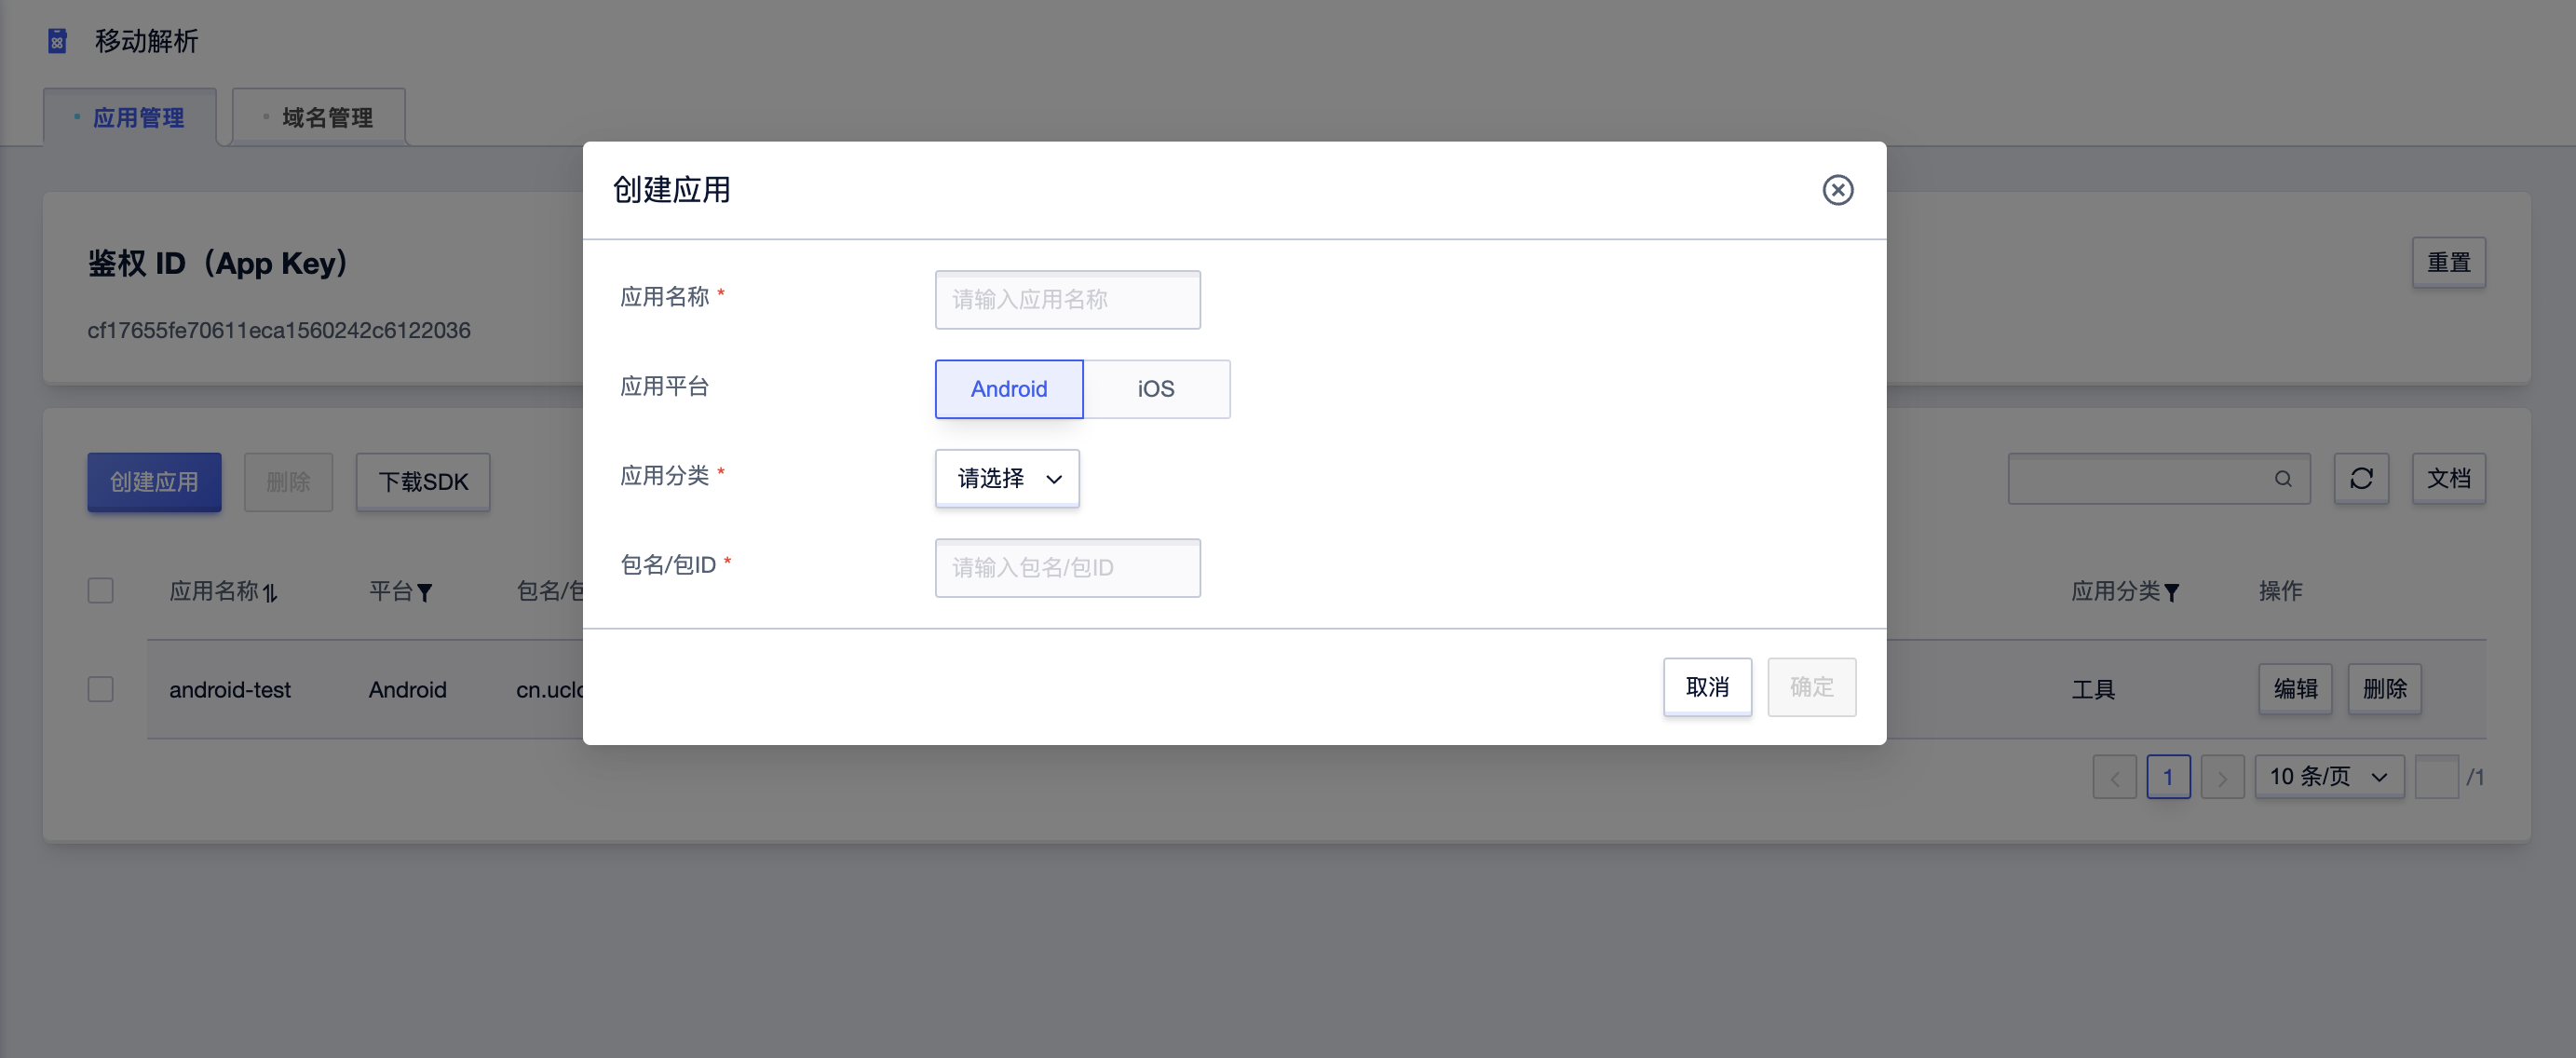 移动解析
应用管理
域名管理
创建应用
鉴权 ID（App Key）
重置
cf17655fe70611eca1560242c6122036
应用名称 *
请输入应用名称
应用平台
Android
iOS
应用分类 *
请选择
创建应用
删除
下载SDK
文档
包名/包ID *
请输入包名/包ID
应用名称
平台
包名/包
应用分类
操作
android-test
Android
cn.uclo
工具
编辑
删除
取消
确定
1
10 条/页
/1